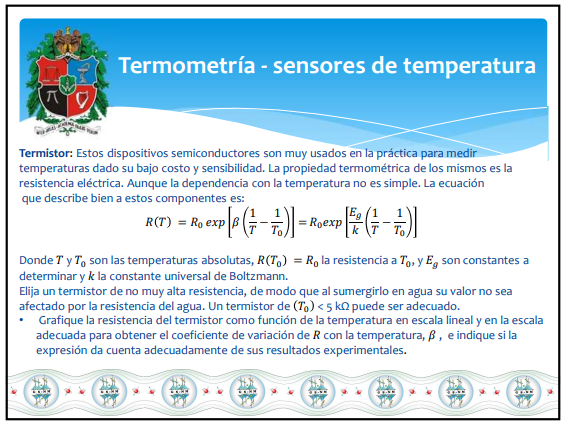 Termometría - sensores de temperatura
Termistor: Estos dispositivos semiconductores son muy usados en la práctica para medir
temperaturas dado su bajo costo y sensibilidad. La propiedad termométrica de los mismos es la
resistencia eléctrica. Aunque la dependencia con la temperatura no es simple. La ecuación
que describe bien a estos componentes es:
R(T) = R₀ exp [β (1/T − 1/T₀)] = R₀exp [E_g/k (1/T − 1/T₀)]
Donde T y T₀ son las temperaturas absolutas, R(T₀) = R₀ la resistencia a T₀, y E_g son constantes a
determinar y k la constante universal de Boltzmann.
Elija un termistor de no muy alta resistencia, de modo que al sumergirlo en agua su valor no sea
afectado por la resistencia del agua. Un termistor de (T₀) < 5 kΩ puede ser adecuado.
• Grafique la resistencia del termistor como función de la temperatura en escala lineal y en la escala
adecuada para obtener el coeficiente de variación de R con la temperatura, β , e indique si la
expresión da cuenta adecuadamente de sus resultados experimentales.